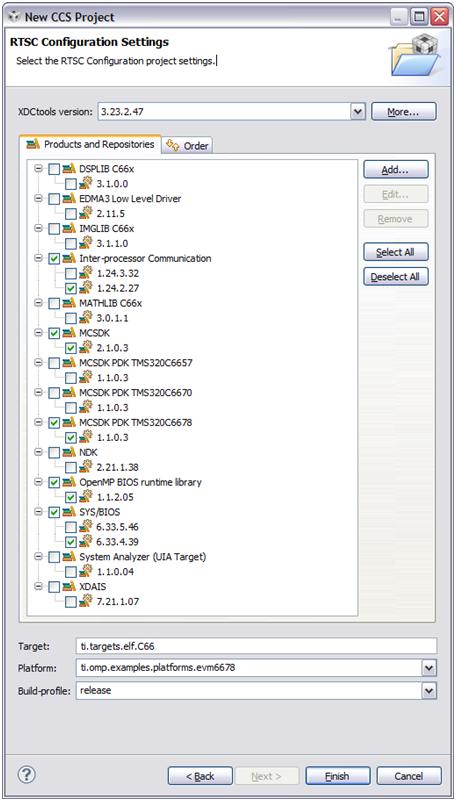 New CCS Project
RTSC Configuration Settings
Select the RTSC Configuration project settings.
XDCtools version: 3.23.2.47 More...
Products and Repositories Order
DSPLIB C66x
3.1.0.0
EDMA3 Low Level Driver
2.11.5
IMGLIB C66x
3.1.1.0
Inter-processor Communication
1.24.3.32
1.24.2.27
MATHLIB C66x
3.0.1.1
MCSDK
2.1.0.3
MCSDK PDK TMS320C6657
1.1.0.3
MCSDK PDK TMS320C6670
1.1.0.3
MCSDK PDK TMS320C6678
1.1.0.3
NDK
2.21.1.38
OpenMP BIOS runtime library
1.1.2.05
SYS/BIOS
6.33.5.46
6.33.4.39
System Analyzer (UIA Target)
1.1.0.04
XDAIS
7.21.1.07
Add...
Edit...
Remove
Select All
Deselect All
Target: ti.targets.elf.C66
Platform: ti.omp.examples.platforms.evm6678
Build-profile: release
? < Back Next > Finish Cancel